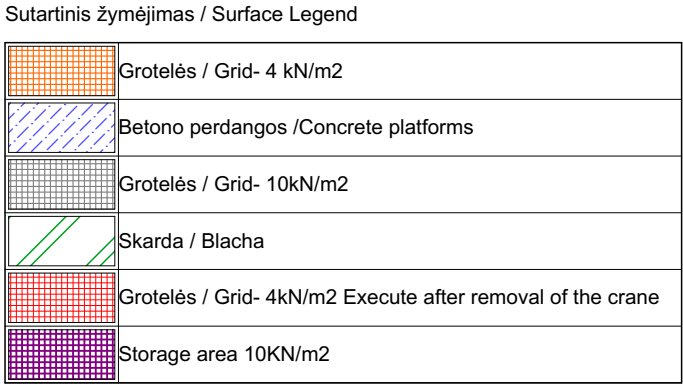 Sutartinis žymėjimas / Surface Legend
Grotelės / Grid- 4 kN/m2
Betono perdangos /Concrete platforms
Grotelės / Grid- 10kN/m2
Skarda / Blacha
Grotelės / Grid- 4kN/m2 Execute after removal of the crane
Storage area 10KN/m2